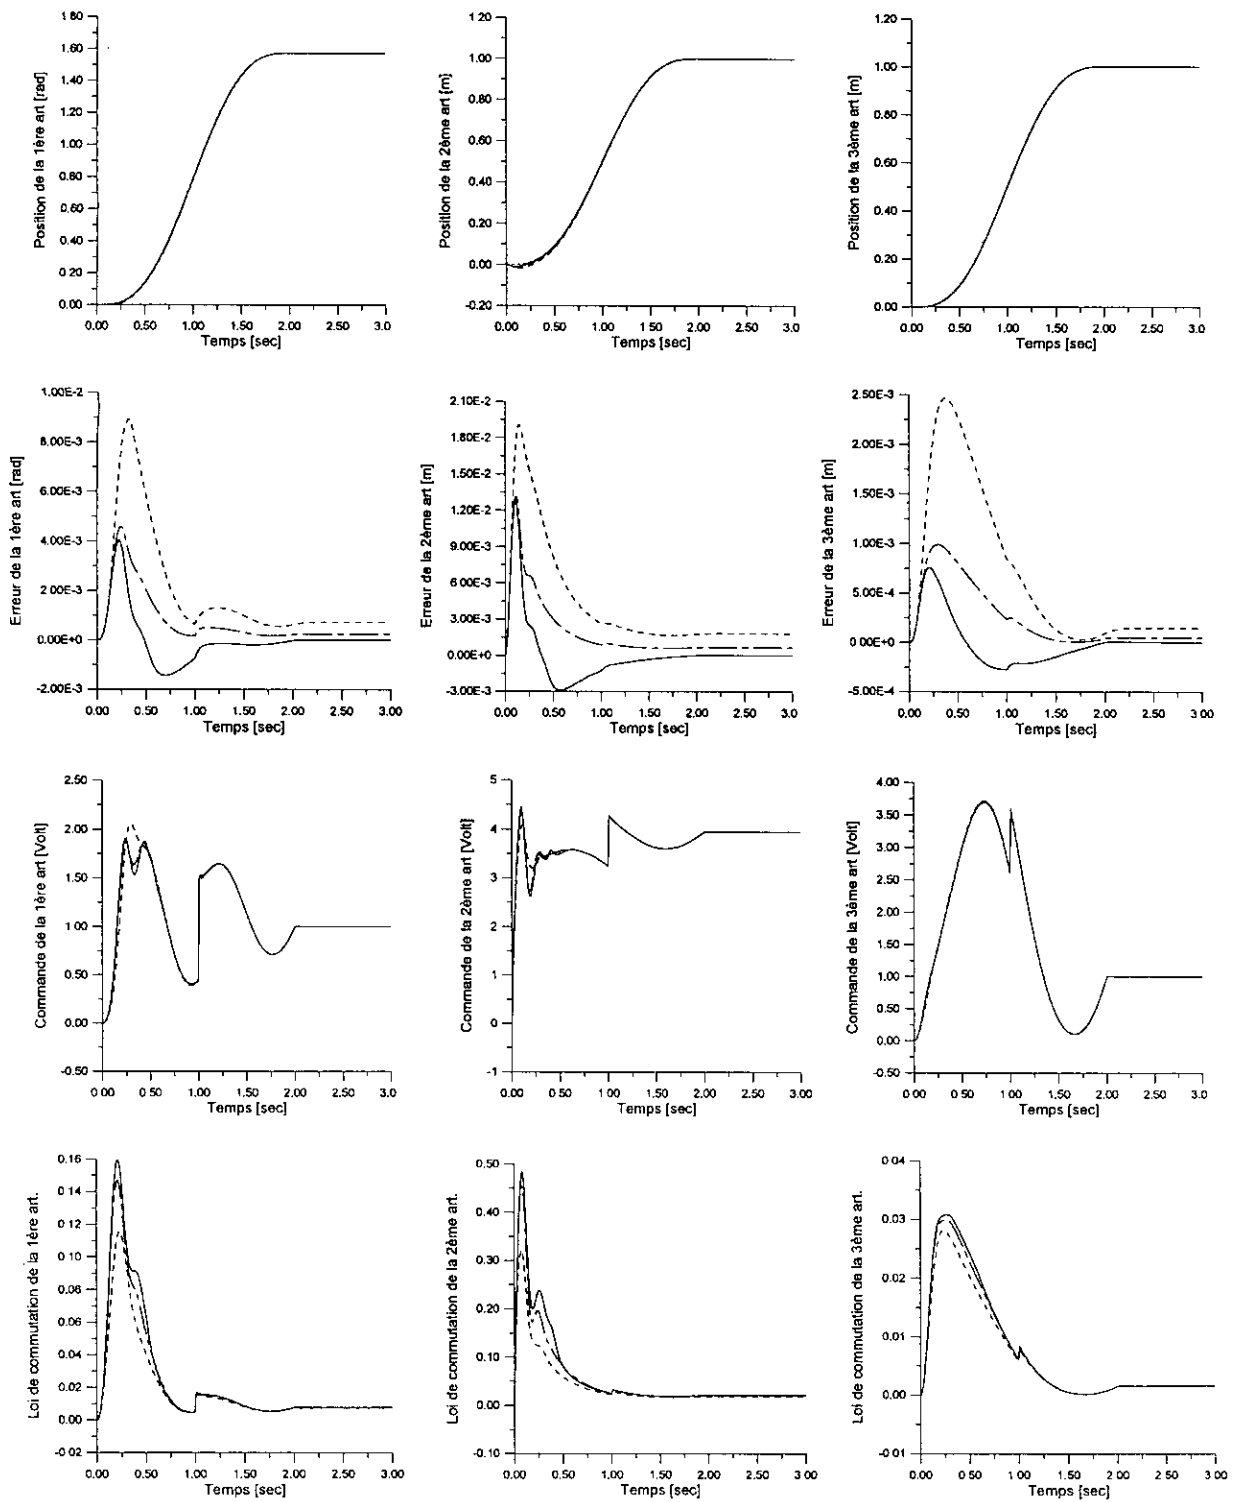 Position de la 1ère art [rad]
1.80
1.60
1.40
1.20
1.00
0.80
0.60
0.40
0.20
0.00
0.00 0.50 1.00 1.50 2.00 2.50 3.0
Temps [sec]
Position de la 2ème art [m]
1.20
1.00
0.80
0.60
0.40
0.20
0.00
-0.20
0.00 0.50 1.00 1.50 2.00 2.50 3.0
Temps [sec]
Position de la 3ème art [m]
1.20
1.00
0.80
0.60
0.40
0.20
0.00
0.00 0.50 1.00 1.50 2.00 2.50 3.0
Temps [sec]
Erreur de la 1ère art [rad]
1.00E-2
8.00E-3
6.00E-3
4.00E-3
2.00E-3
0.00E+0
-2.00E-3
0.00 0.50 1.00 1.50 2.00 2.50 3.00
Temps [sec]
Erreur de la 2ème art [m]
2.10E-2
1.80E-2
1.50E-2
1.20E-2
9.00E-3
6.00E-3
3.00E-3
0.00E+0
-3.00E-3
0.00 0.50 1.00 1.50 2.00 2.50 3.00
Temps [sec]
Erreur de la 3ème art [m]
2.50E-3
2.00E-3
1.50E-3
1.00E-3
5.00E-4
0.00E+0
-5.00E-4
0.00 0.50 1.00 1.50 2.00 2.50 3.00
Temps [sec]
Commande de la 1ère art [Volt]
2.50
2.00
1.50
1.00
0.50
0.00
-0.50
0.00 0 50 1.00 1.50 2.00 2.50 3.00
Temps [sec]
Commande de la 2ème art [Volt]
5
4
3
2
1
0
-1
0.00 0.50 1.00 1.50 2.00 2.50 3.00
Temps [sec]
Commande de la 3ème art [Volt]
4.00
3.50
3.00
2.50
2.00
1.50
1.00
0.50
0.00
-0.50
0.00 0.50 1.00 1 50 2.00 2 50 3.00
Temps [sec]
Loi de commutation de la 1ère art.
0.16
0.14
0.12
0.10
0.08
0.06
0.04
0.02
0.00
-0.02
0.00 0.50 1.00 1.50 2.00 2.50 3.00
Temps [sec]
Loi de commutation de la 2ème art.
0.50
0.40
0.30
0.20
0.10
0.00
-0.10
0.00 0.50 1.00 1.50 2.00 2.50 3.00
Temps [sec]
Loi de commutation de la 3ème art.
0.04
0.03
0.02
0.01
0.00
-0.01
0.00 0 50 1 00 1.50 2.00 2.50 3.00
Temps [sec]